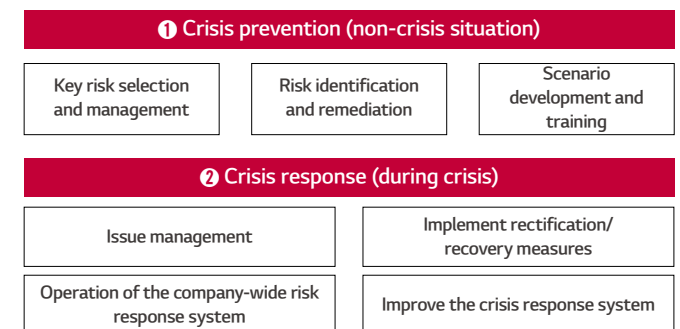 ❶ Crisis prevention (non-crisis situation)
Key risk selection
and management
Risk identification
and remediation
Scenario
development and
training
❷ Crisis response (during crisis)
Issue management
Implement rectification/
recovery measures
Operation of the company-wide risk
response system
Improve the crisis response system